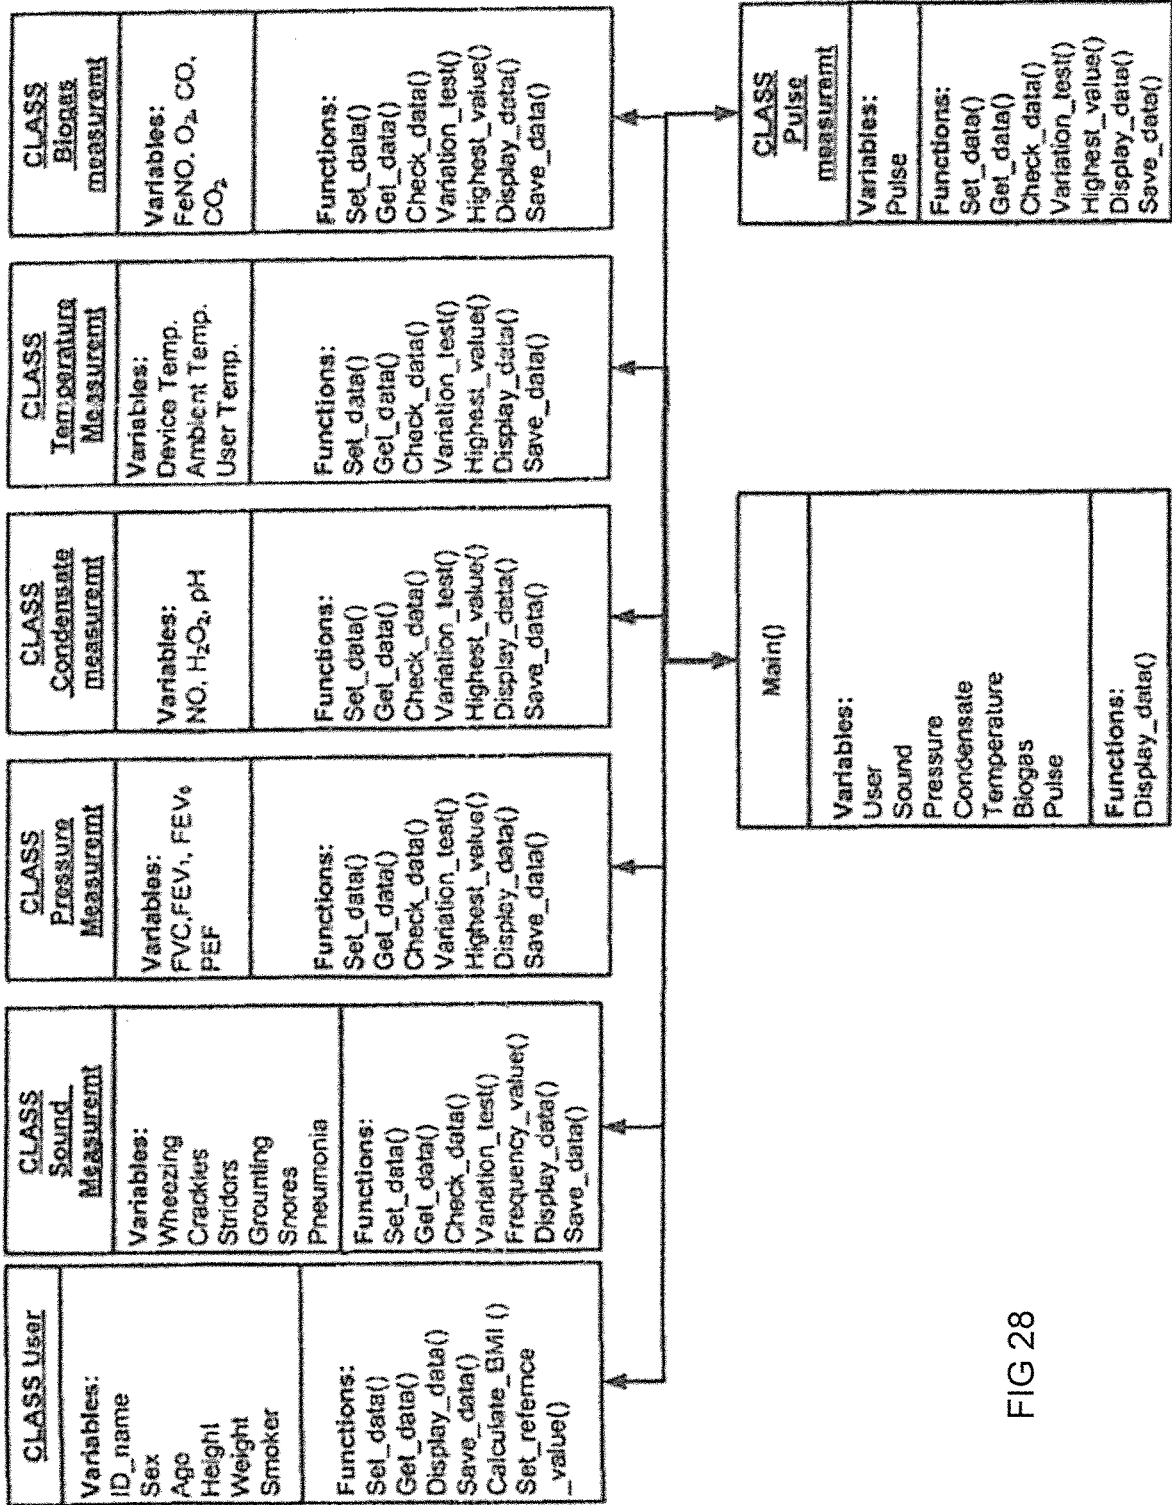 CLASS User
Variables:
ID_name
Sex
Age
Height
Weight
Smoker
Functions:
Set_data()
Get_data()
Display_data()
Save_data()
Calculate_BMI ()
Set_refernce
_value()
CLASS
Sound
Measuremt
Variables:
Wheezing
Crackles
Stridors
Grounting
Snores
Pneumonia
Functions:
Set_data()
Get_data()
Check_data()
Variation_test()
Frequency_value()
Display_data()
Save_data()
CLASS
Pressure
Measuremt
Variables:
FVC,FEV₁, FEV₆
PEF
Functions:
Set_data()
Get_data()
Check_data()
Variation_test()
Highest_value()
Display_data()
Save_data()
CLASS
Condensate
measuremt
Variables:
NO, H₂O₂, pH
Functions:
Set_data()
Get_data()
Check_data()
Variation_test()
Highest_value()
Display_data()
Save_data()
CLASS
Temperature
Measuremt
Variables:
Device Temp.
Ambient Temp.
User Temp.
Functions:
Set_data()
Get_data()
Check_data()
Variation_test()
Highest_value()
Display_data()
Save_data()
CLASS
Biogas
measuremt
Variables:
FeNO, O₂, CO,
CO₂
Functions:
Set_data()
Get_data()
Check_data()
Variation_test()
Highest_value()
Display_data()
Save_data()
Main()
Variables:
User
Sound
Pressure
Condensate
Temperature
Biogas
Pulse
Functions:
Display_data()
CLASS
Pulse
measuremt
Variables:
Pulse
Functions:
Set_data()
Get_data()
Check_data()
Variation_test()
Highest_value()
Display_data()
Save_data()
FIG 28